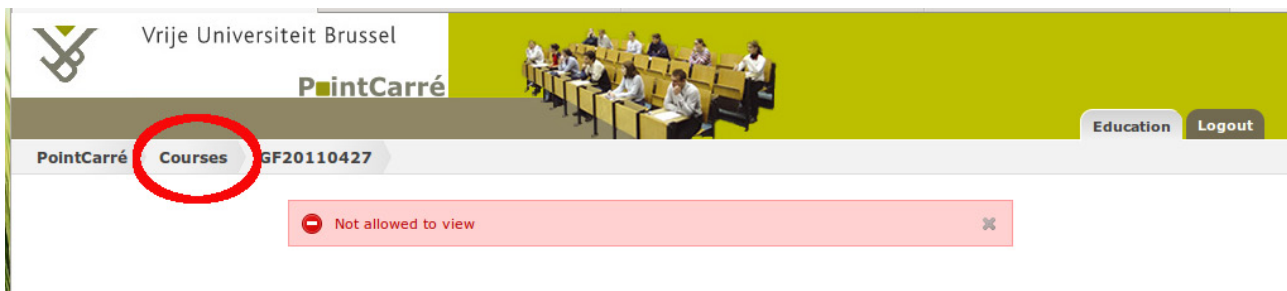 Vrije Universiteit Brussel
PointCarré
Education Logout
PointCarré Courses GF20110427
Not allowed to view